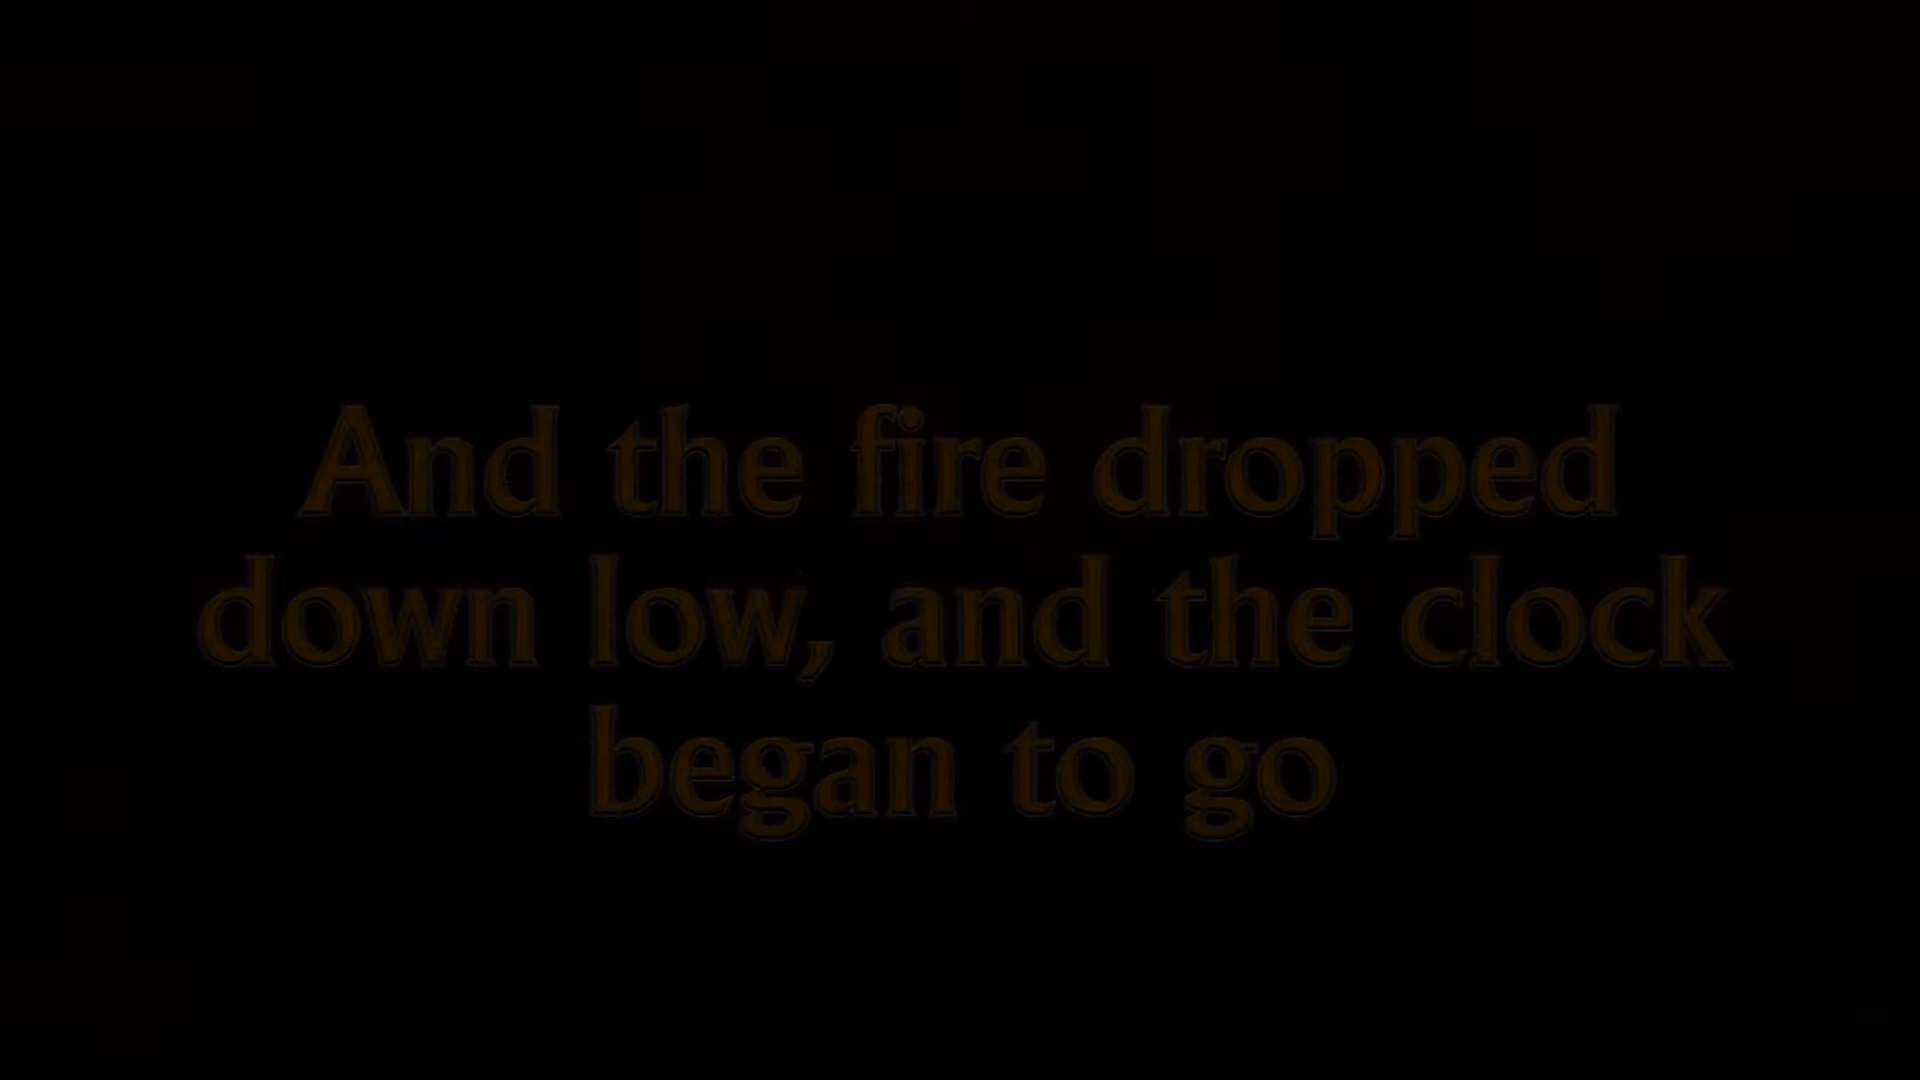 And the fire dropped
down low, and the clock
began to go